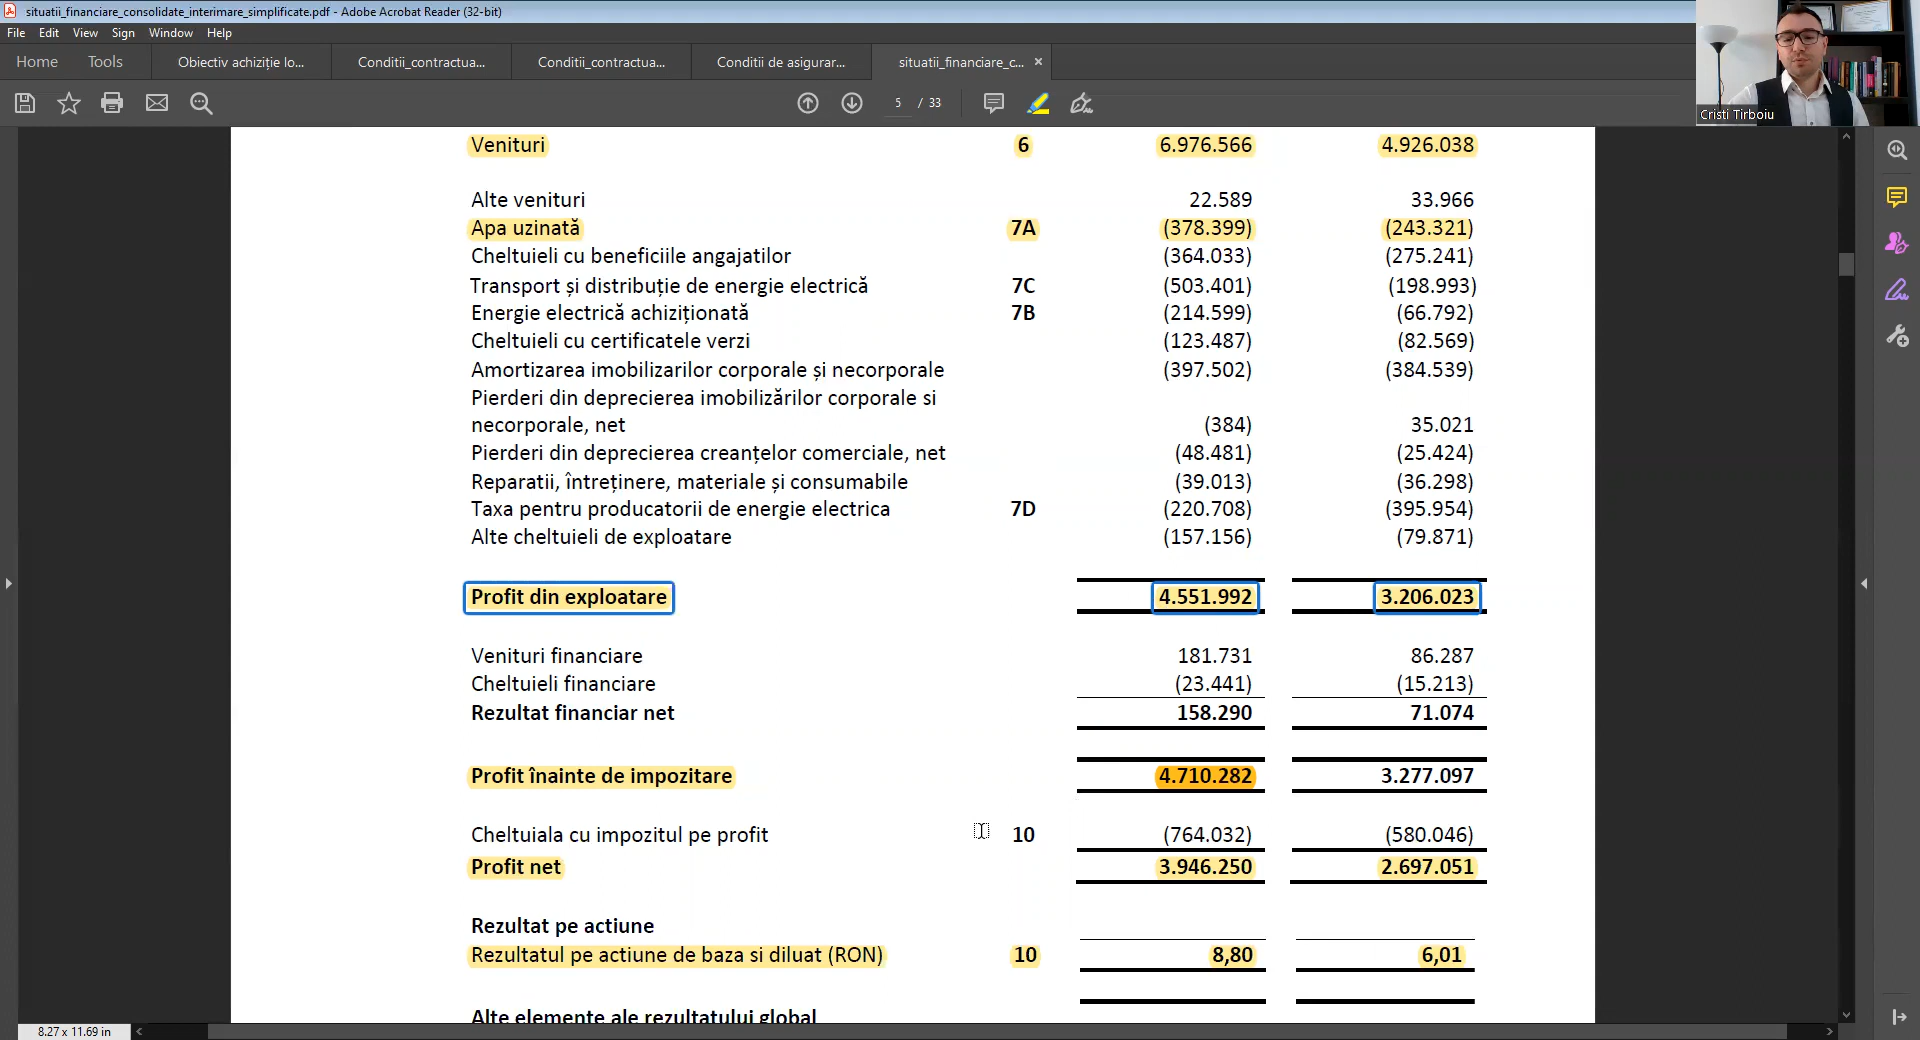 situatii_financiare_consolidate_interimare_simplificate.pdf - Adobe Acrobat Reader (32-bit)
File Edit View Sign Window Help
Home Tools Obiectiv achiziție lo... Conditii_contractua... Conditii_contractua... Conditii de asigurar... situatii_financiare_c... ×
5 / 33
Cristi Tirboiu
Venituri 6 6.976.566 4.926.038
Alte venituri 22.589 33.966
Apa uzinată 7A (378.399) (243.321)
Cheltuieli cu beneficiile angajatilor (364.033) (275.241)
Transport și distribuție de energie electrică 7C (503.401) (198.993)
Energie electrică achiziționată 7B (214.599) (66.792)
Cheltuieli cu certificatele verzi (123.487) (82.569)
Amortizarea imobilizarilor corporale și necorporale (397.502) (384.539)
Pierderi din deprecierea imobilizărilor corporale si
necorporale, net (384) 35.021
Pierderi din deprecierea creanțelor comerciale, net (48.481) (25.424)
Reparatii, întreținere, materiale și consumabile (39.013) (36.298)
Taxa pentru producatorii de energie electrica 7D (220.708) (395.954)
Alte cheltuieli de exploatare (157.156) (79.871)
Profit din exploatare 4.551.992 3.206.023
Venituri financiare 181.731 86.287
Cheltuieli financiare (23.441) (15.213)
Rezultat financiar net 158.290 71.074
Profit înainte de impozitare 4.710.282 3.277.097
Cheltuiala cu impozitul pe profit 10 (764.032) (580.046)
Profit net 3.946.250 2.697.051
Rezultat pe actiune
Rezultatul pe actiune de baza si diluat (RON) 10 8,80 6,01
Alte elemente ale rezultatului global
8.27 x 11.69 in